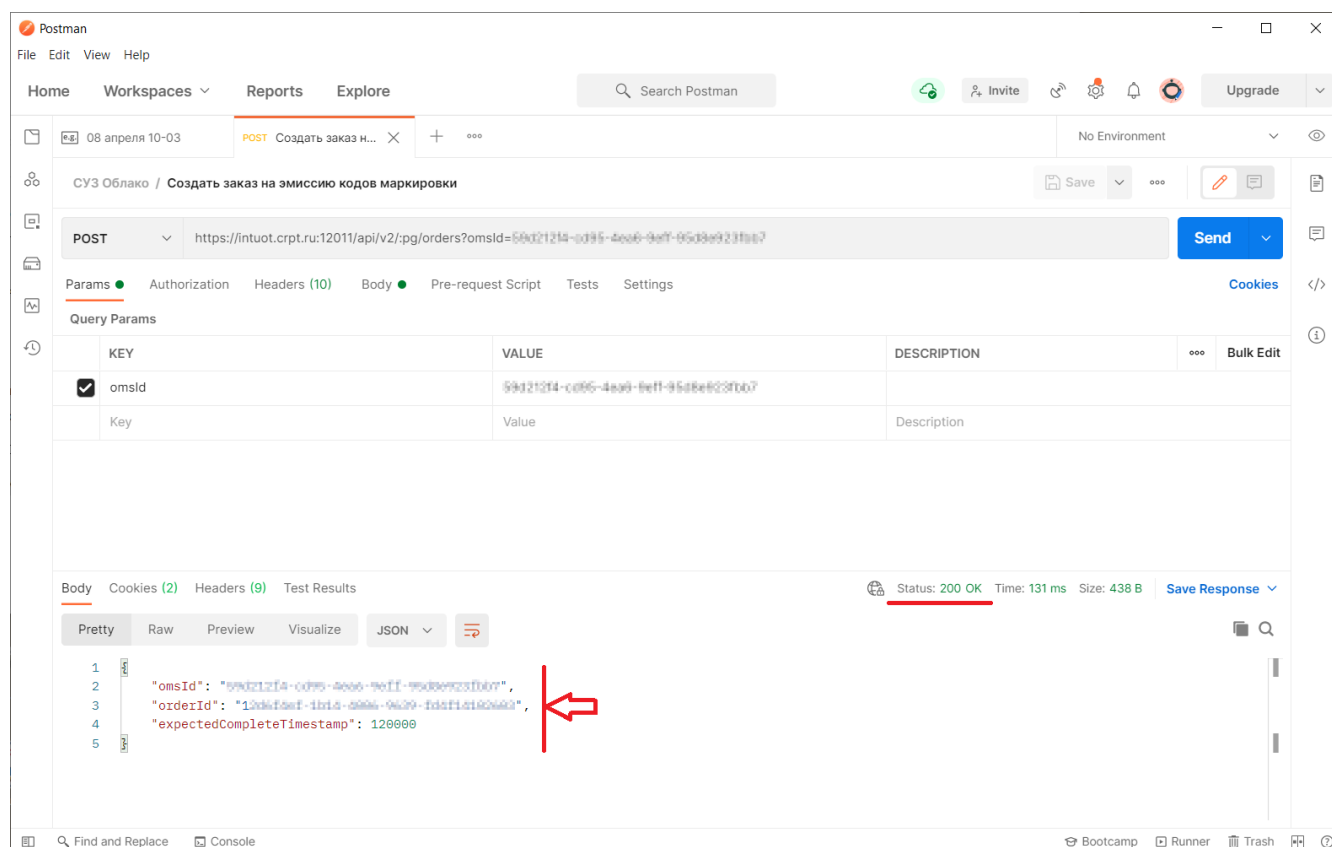 Postman
File Edit View Help
Home Workspaces Reports Explore Search Postman Invite Upgrade
e.g. 08 апреля 10-03 POST Создать заказ н... No Environment
СУЗ Облако / Создать заказ на эмиссию кодов маркировки Save
POST https://intuot.crpt.ru:12011/api/v2/:pg/orders?omsId= Send
Params Authorization Headers (10) Body Pre-request Script Tests Settings Cookies
Query Params
KEY VALUE DESCRIPTION Bulk Edit
omsId
Key Value Description
Body Cookies (2) Headers (9) Test Results Status: 200 OK Time: 131 ms Size: 438 B Save Response
Pretty Raw Preview Visualize JSON
1 {
2 "omsId": "",
3 "orderId": "",
4 "expectedCompleteTimestamp": 120000
5 }
Find and Replace Console Bootcamp Runner Trash